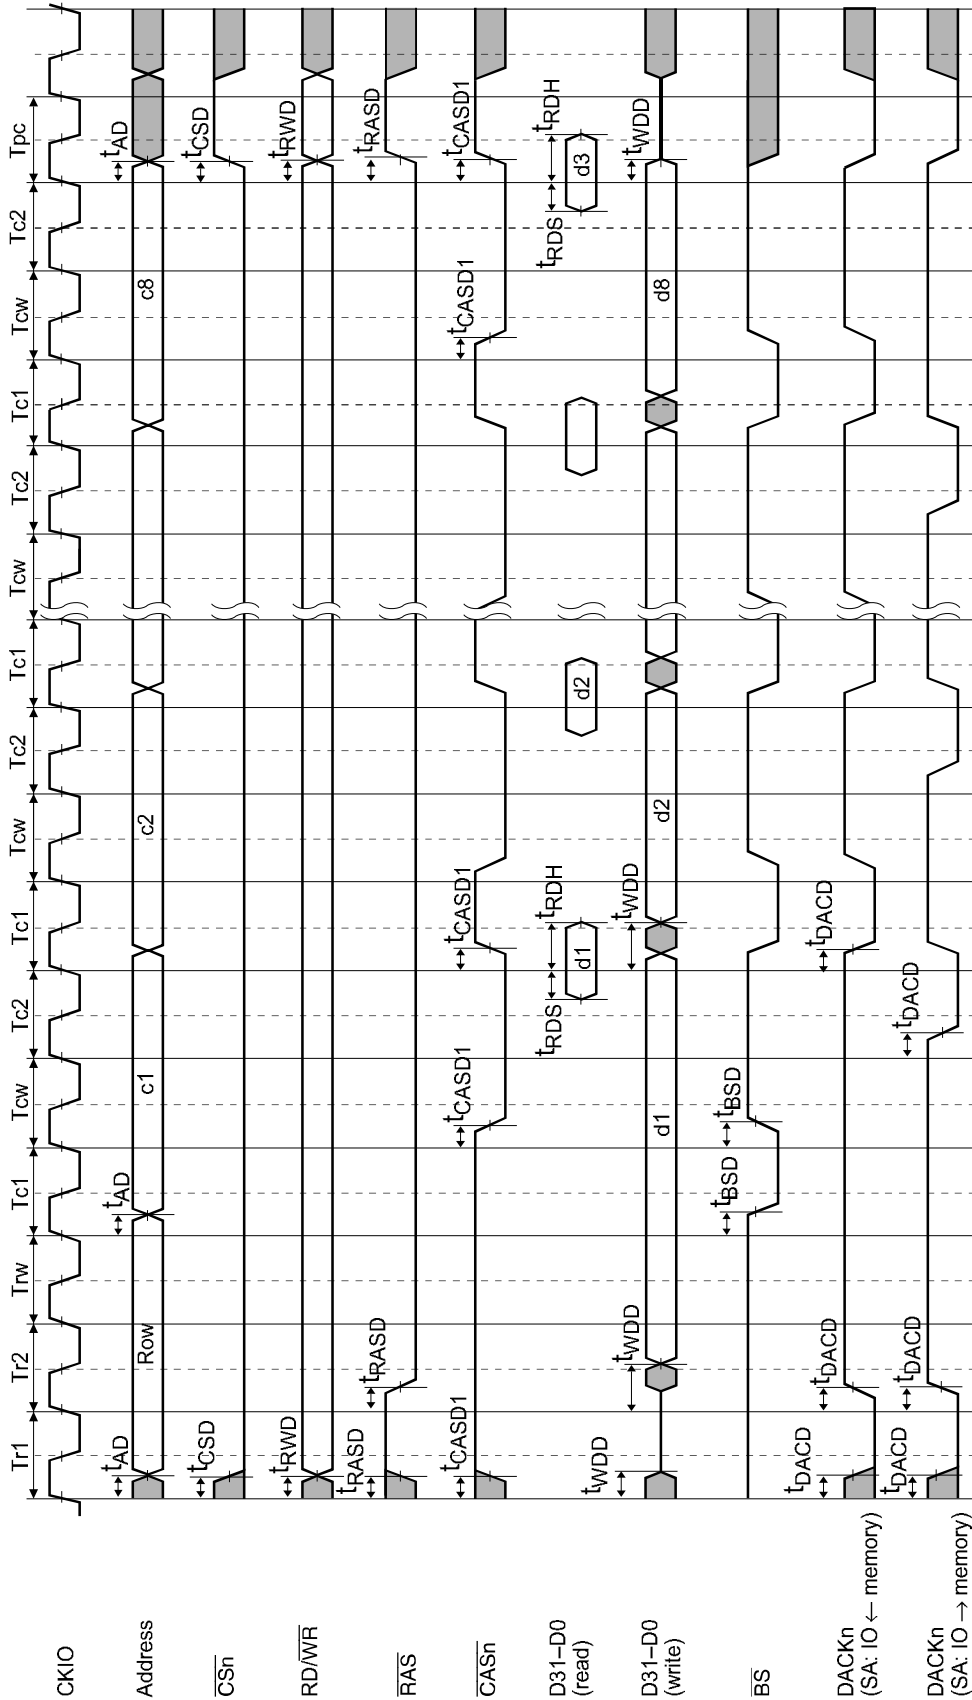 Tr1 Tr2 Trw Tc1 Tcw Tc2 Tc1 Tcw Tc2 Tc1 Tcw Tc2 Tc1 Tcw Tc2 Tpc
CKIO
tAD tAD tAD
Address Row c1 c2 c8
tCSD tCSD
CSn
tRWD tRWD
RD/WR
tRASD tRASD tRASD
RAS
tCASD1 tCASD1 tCASD1 tCASD1 tCASD1
CASn
tRDS tRDH tRDS tRDH
D31–D0
(read)
d1 d2 d3
tWDD tWDD tWDD tWDD
D31–D0
(write)
d1 d2 d8
tBSD tBSD
BS
tDACD tDACD tDACD
DACKn
(SA: IO ← memory)
tDACD tDACD tDACD
DACKn
(SA: IO → memory)